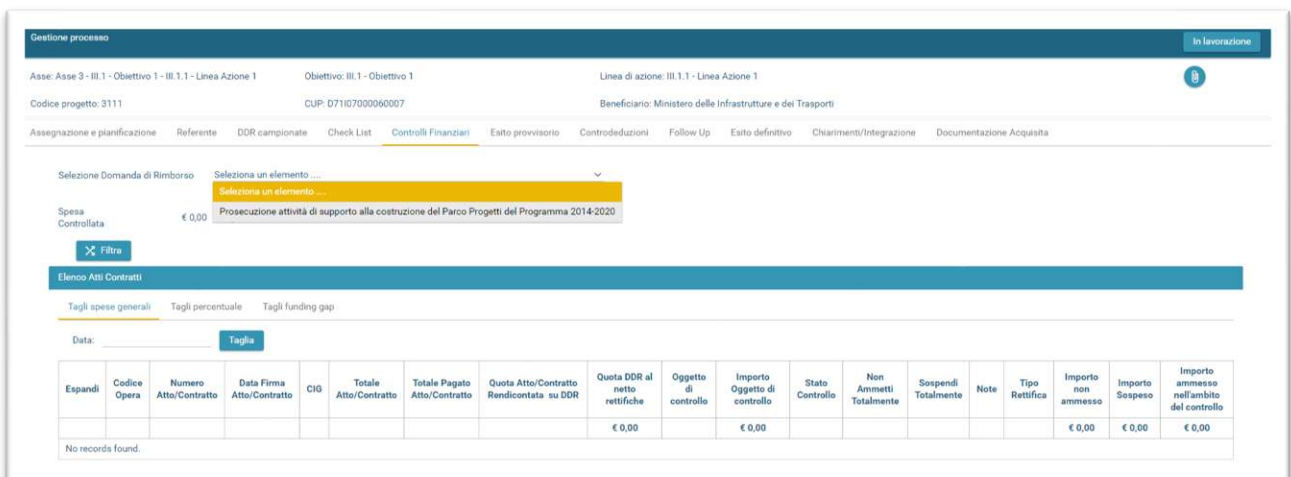 Gestione processo
In lavorazione
Asse: Asse 3 - III.1 - Obiettivo 1 - III.1.1 - Linea Azione 1 Obiettivo: III.1 - Obiettivo 1 Linea di azione: III.1.1 - Linea Azione 1
Codice progetto: 3111 CUP: D71I07000060007 Beneficiario: Ministero delle Infrastrutture e dei Trasporti
Assegnazione e pianificazione Referente DDR campionate Check List Controlli Finanziari Esito provvisorio Controdeduzioni Follow Up Esito definitivo Chiarimenti/Integrazione Documentazione Acquisita
Selezione Domanda di Rimborso Seleziona un elemento ....
Seleziona un elemento ....
Prosecuzione attività di supporto alla costruzione del Parco Progetti del Programma 2014-2020
Spesa
Controllata
€ 0,00
Filtra
Elenco Atti Contratti
Tagli spese generali Tagli percentuale Tagli funding gap
Data: Taglia
Espandi
Codice
Opera
Numero
Atto/Contratto
Data Firma
Atto/Contratto
CIG
Totale
Atto/Contratto
Totale Pagato
Atto/Contratto
Quota Atto/Contratto
Rendicontata su DDR
Quota DDR al
netto
rettifiche
Oggetto
di
controllo
Importo
Oggetto di
controllo
Stato
Controllo
Non
Ammetti
Totalmente
Sospendi
Totalmente
Note
Tipo
Rettifica
Importo
non
ammesso
Importo
Sospeso
Importo
ammesso
nell'ambito
del controllo
€ 0,00 € 0,00 € 0,00 € 0,00 € 0,00
No records found.